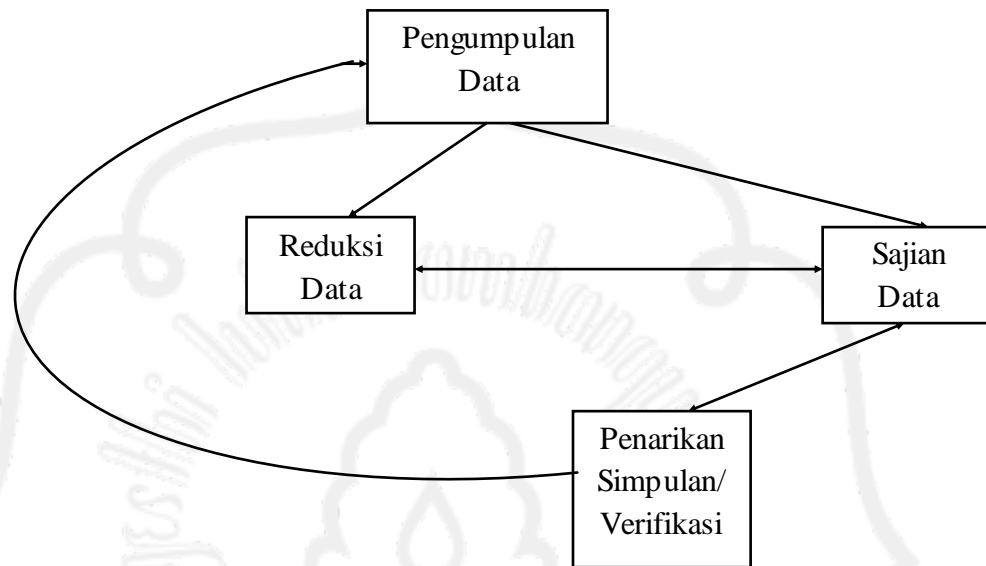 Pengumpulan
Data
Reduksi
Data
Sajian
Data
Penarikan
Simpulan/
Verifikasi